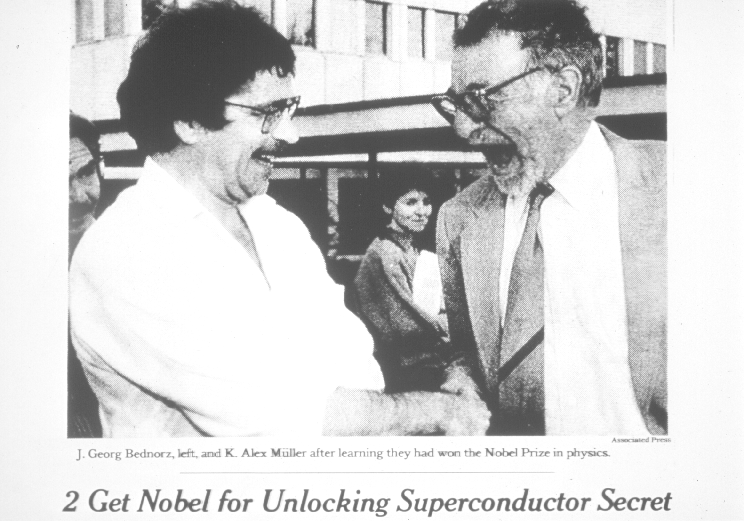 Associated Press
J. Georg Bednorz, left, and K. Alex Müller after learning they had won the Nobel Prize in physics.
2 Get Nobel for Unlocking Superconductor Secret